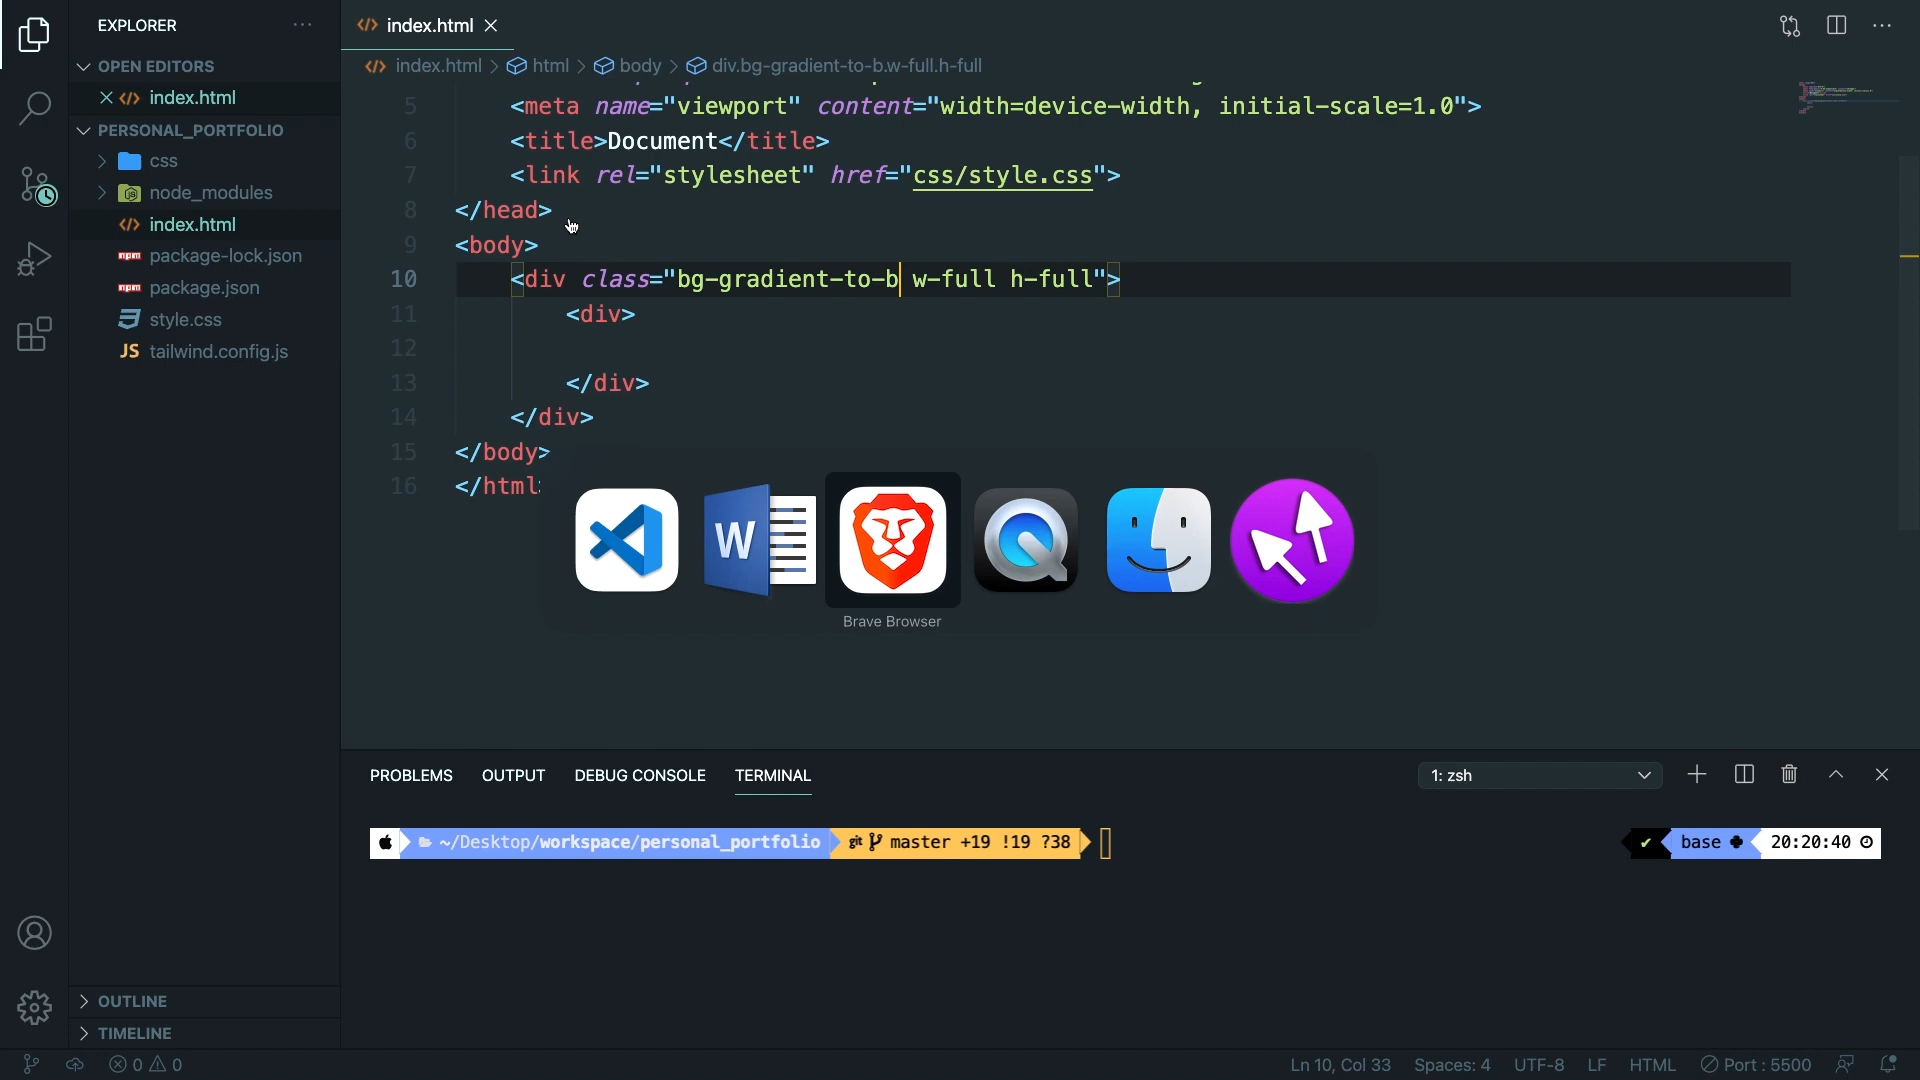 EXPLORER
OPEN EDITORS
index.html
PERSONAL_PORTFOLIO
css
node_modules
index.html
package-lock.json
package.json
style.css
JS tailwind.config.js
OUTLINE
TIMELINE
index.html
index.html > html > body > div.bg-gradient-to-b.w-full.h-full
5 <meta name="viewport" content="width=device-width, initial-scale=1.0">
6 <title>Document</title>
7 <link rel="stylesheet" href="css/style.css">
8 </head>
9 <body>
10 <div class="bg-gradient-to-b w-full h-full">
11 <div>
12
13 </div>
14 </div>
15 </body>
16 </html
W
Brave Browser
PROBLEMS OUTPUT DEBUG CONSOLE TERMINAL
1: zsh
~/Desktop/workspace/personal_portfolio git master +19 !19 ?38
✔ base 20:20:40
0 0
Ln 10, Col 33 Spaces: 4 UTF-8 LF HTML Port : 5500